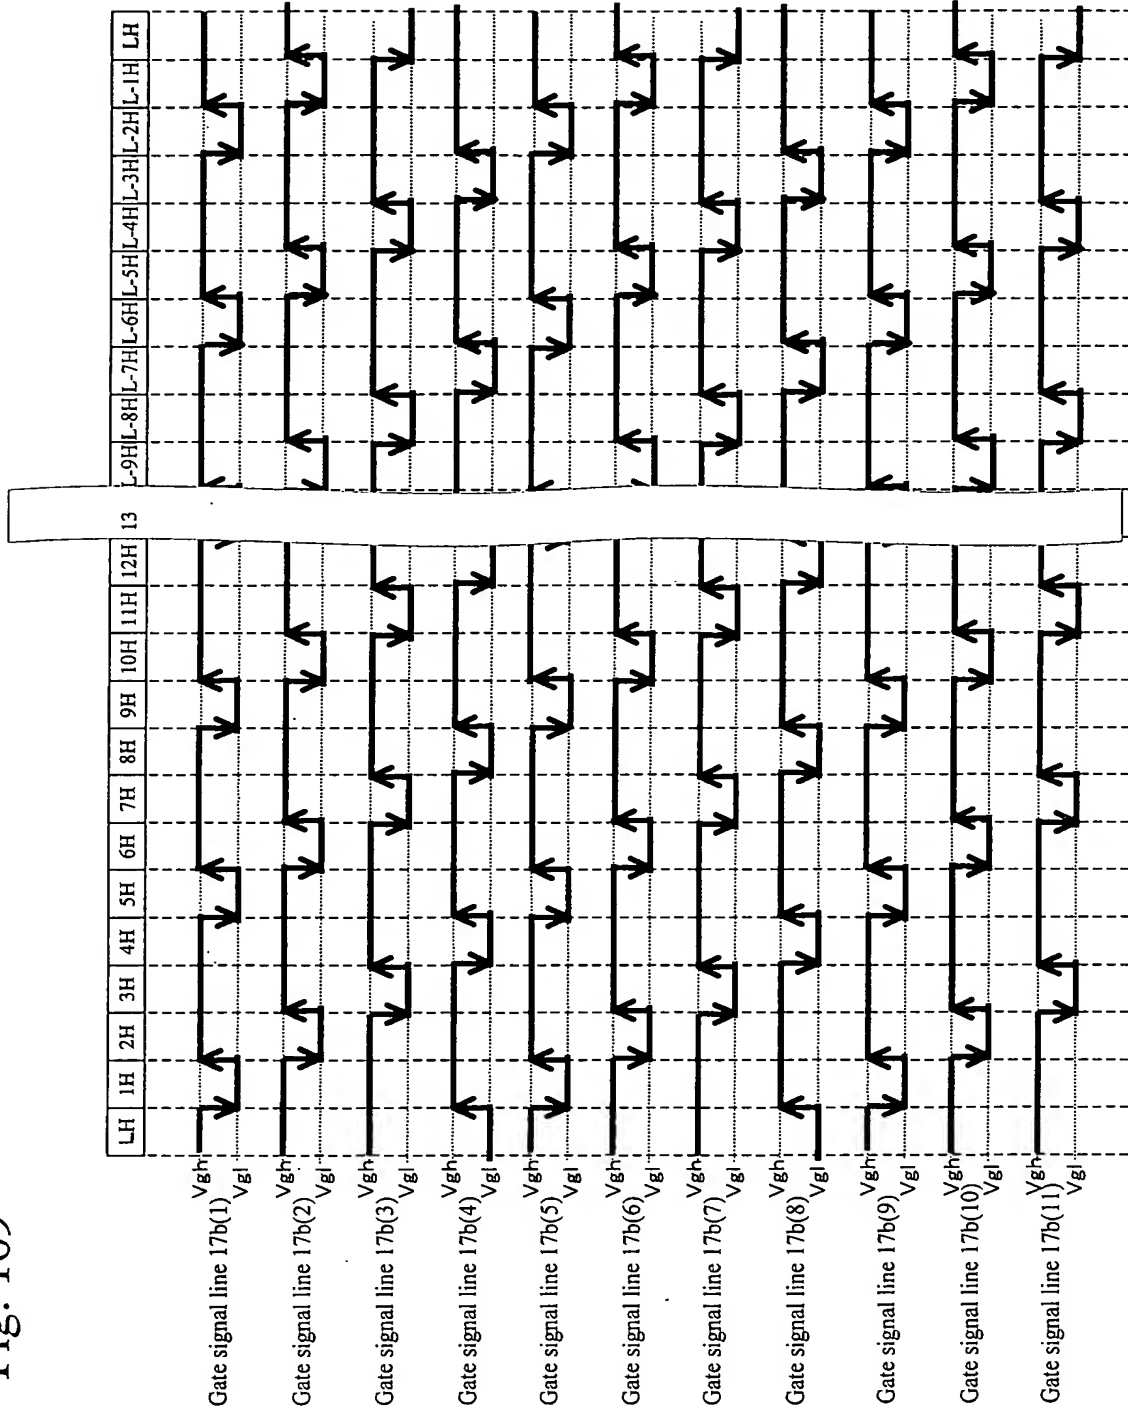 Fig. 169
LH 1H 2H 3H 4H 5H 6H 7H 8H 9H 10H 11H 12H 13 L-9H L-8H L-7H L-6H L-5H L-4H L-3H L-2H L-1H LH
Gate signal line 17b(1) Vgh Vgl
Gate signal line 17b(2) Vgh Vgl
Gate signal line 17b(3) Vgh Vgl
Gate signal line 17b(4) Vgh Vgl
Gate signal line 17b(5) Vgh Vgl
Gate signal line 17b(6) Vgh Vgl
Gate signal line 17b(7) Vgh Vgl
Gate signal line 17b(8) Vgh Vgl
Gate signal line 17b(9) Vgh Vgl
Gate signal line 17b(10) Vgh Vgl
Gate signal line 17b(11) Vgh Vgl